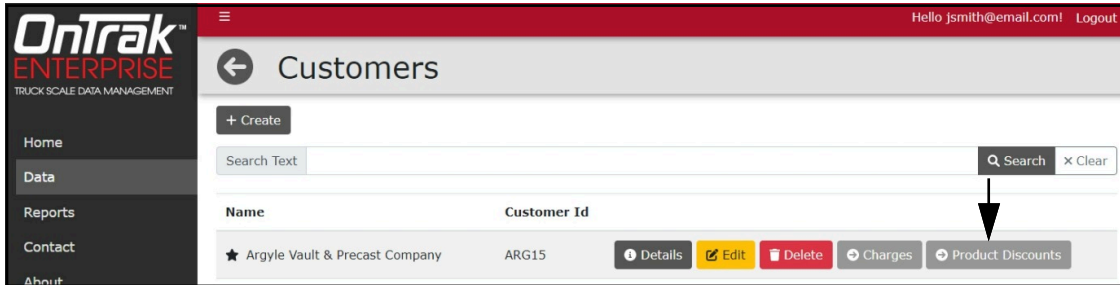 OnTrak™
ENTERPRISE
TRUCK SCALE DATA MANAGEMENT
Home
Data
Reports
Contact
About
Hello jsmith@email.com! Logout
Customers
+ Create
Search Text Search × Clear
Name Customer Id
Argyle Vault & Precast Company ARG15 Details Edit Delete Charges Product Discounts